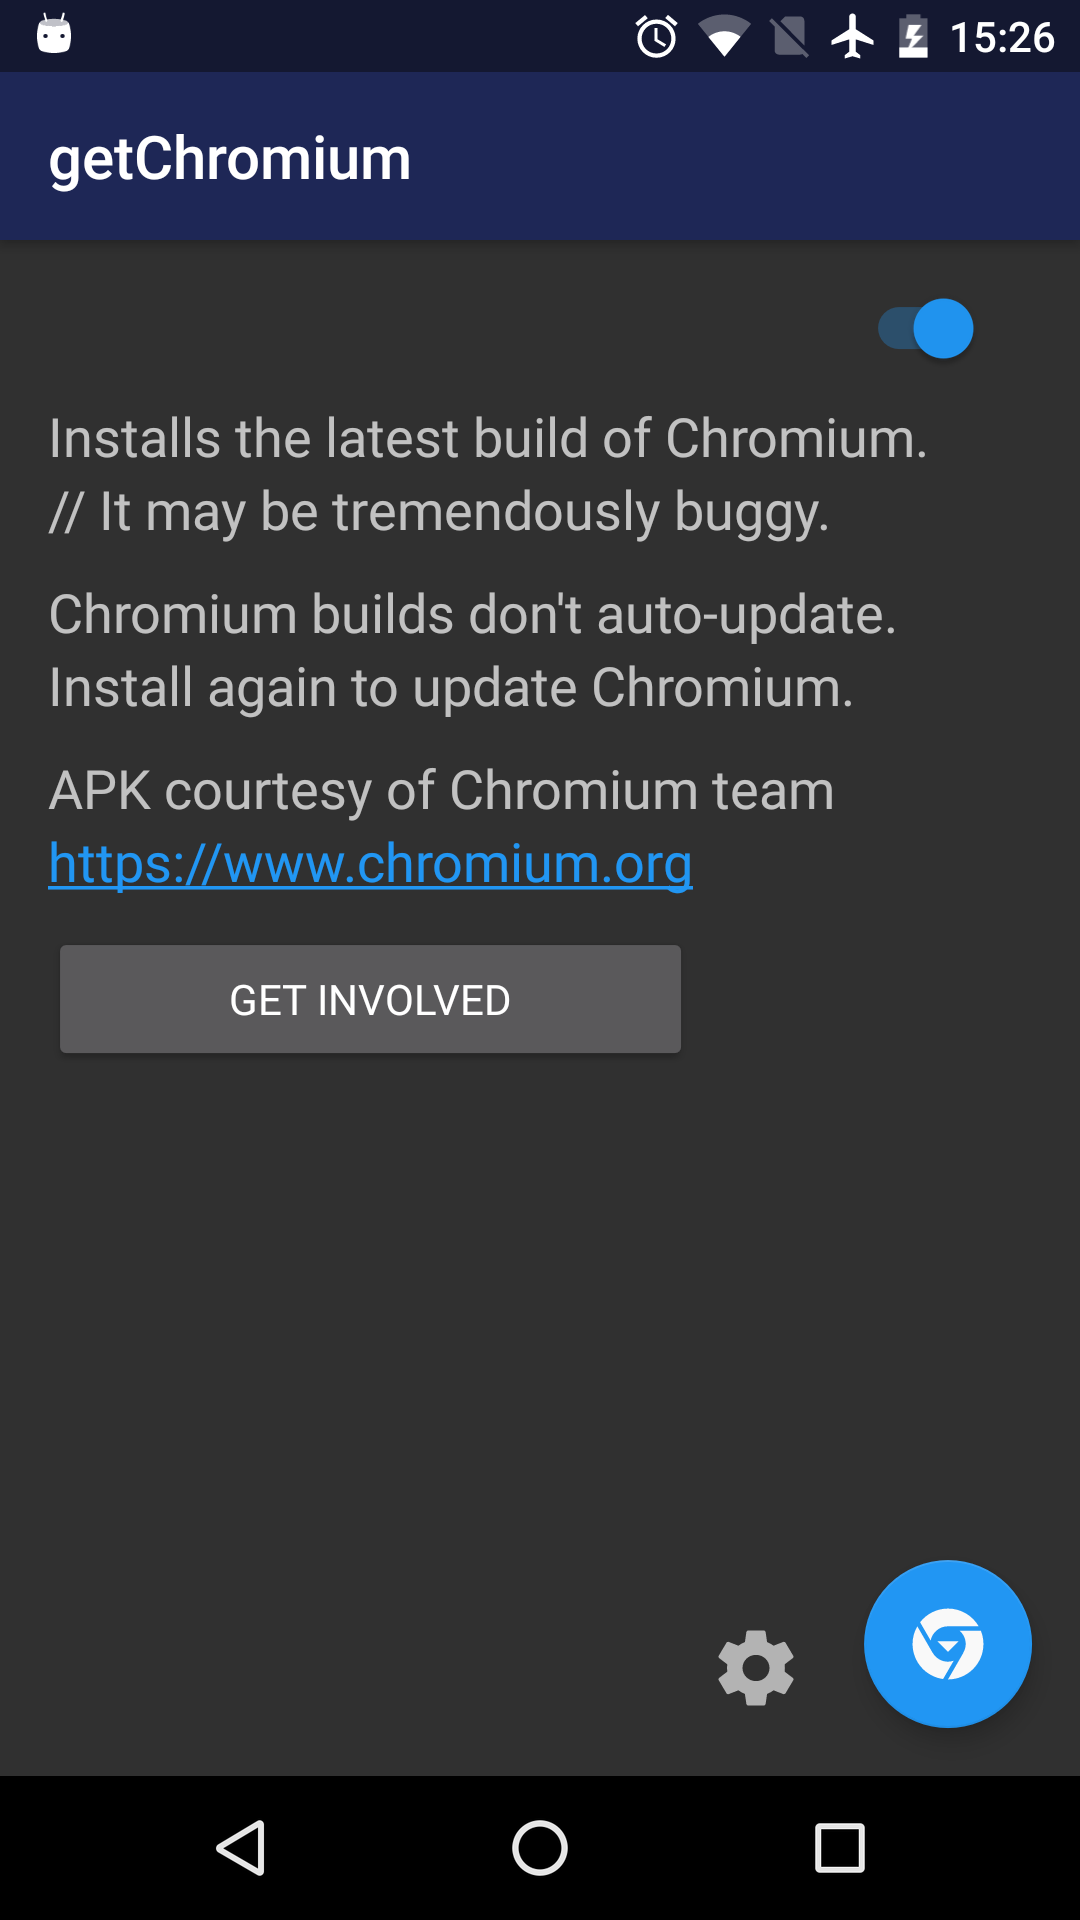 15:26
getChromium
Installs the latest build of Chromium.
// It may be tremendously buggy.
Chromium builds don't auto-update.
Install again to update Chromium.
APK courtesy of Chromium team
https://www.chromium.org
GET INVOLVED